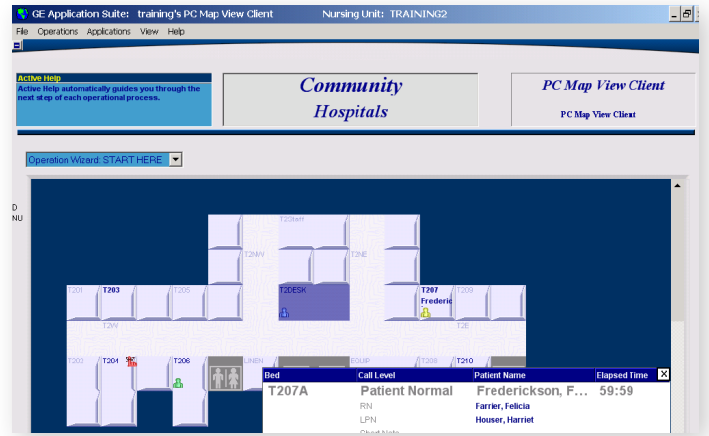 GE Application Suite: training's PC Map View Client Nursing Unit: TRAINING2
File Operations Applications View Help
Active Help
Active Help automatically guides you through the
next step of each operational process.
Community
Hospitals
PC Map View Client
PC Map View Client
Operation Wizard: START HERE
D
NU
T2Staff
T2NW
T2NE
T201 T203 T205 T2DESK T207 T209
Frederic
T2W T2E
T203 T204 T206 LINEN EQUIP T208 T210
Bed Call Level Patient Name Elapsed Time X
T207A Patient Normal Frederickson, F... 59:59
RN Farrier, Felicia
LPN Houser, Harriet
Short Note